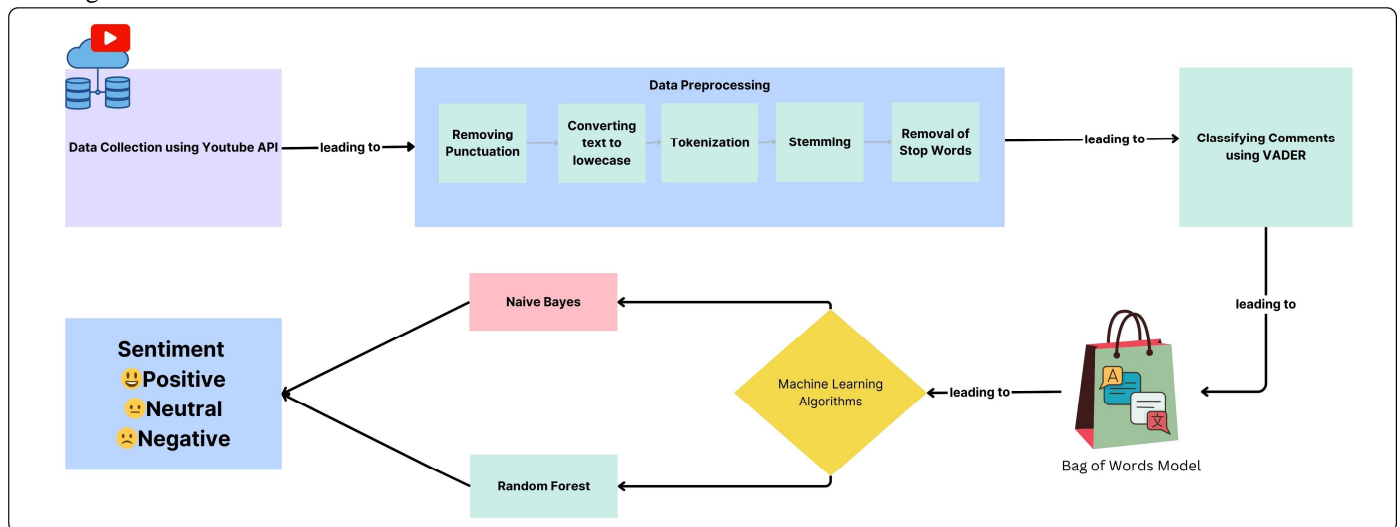 Data Preprocessing
Data Collection using Youtube API
leading to
Removing
Punctuation
Converting
text to
lowecase
Tokenization
Stemming
Removal of
Stop Words
leading to
Classifying Comments
using VADER
leading to
Bag of Words Model
leading to
Machine Learning
Algorithms
Naive Bayes
Random Forest
Sentiment
😃Positive
😐Neutral
🙁Negative
A
文